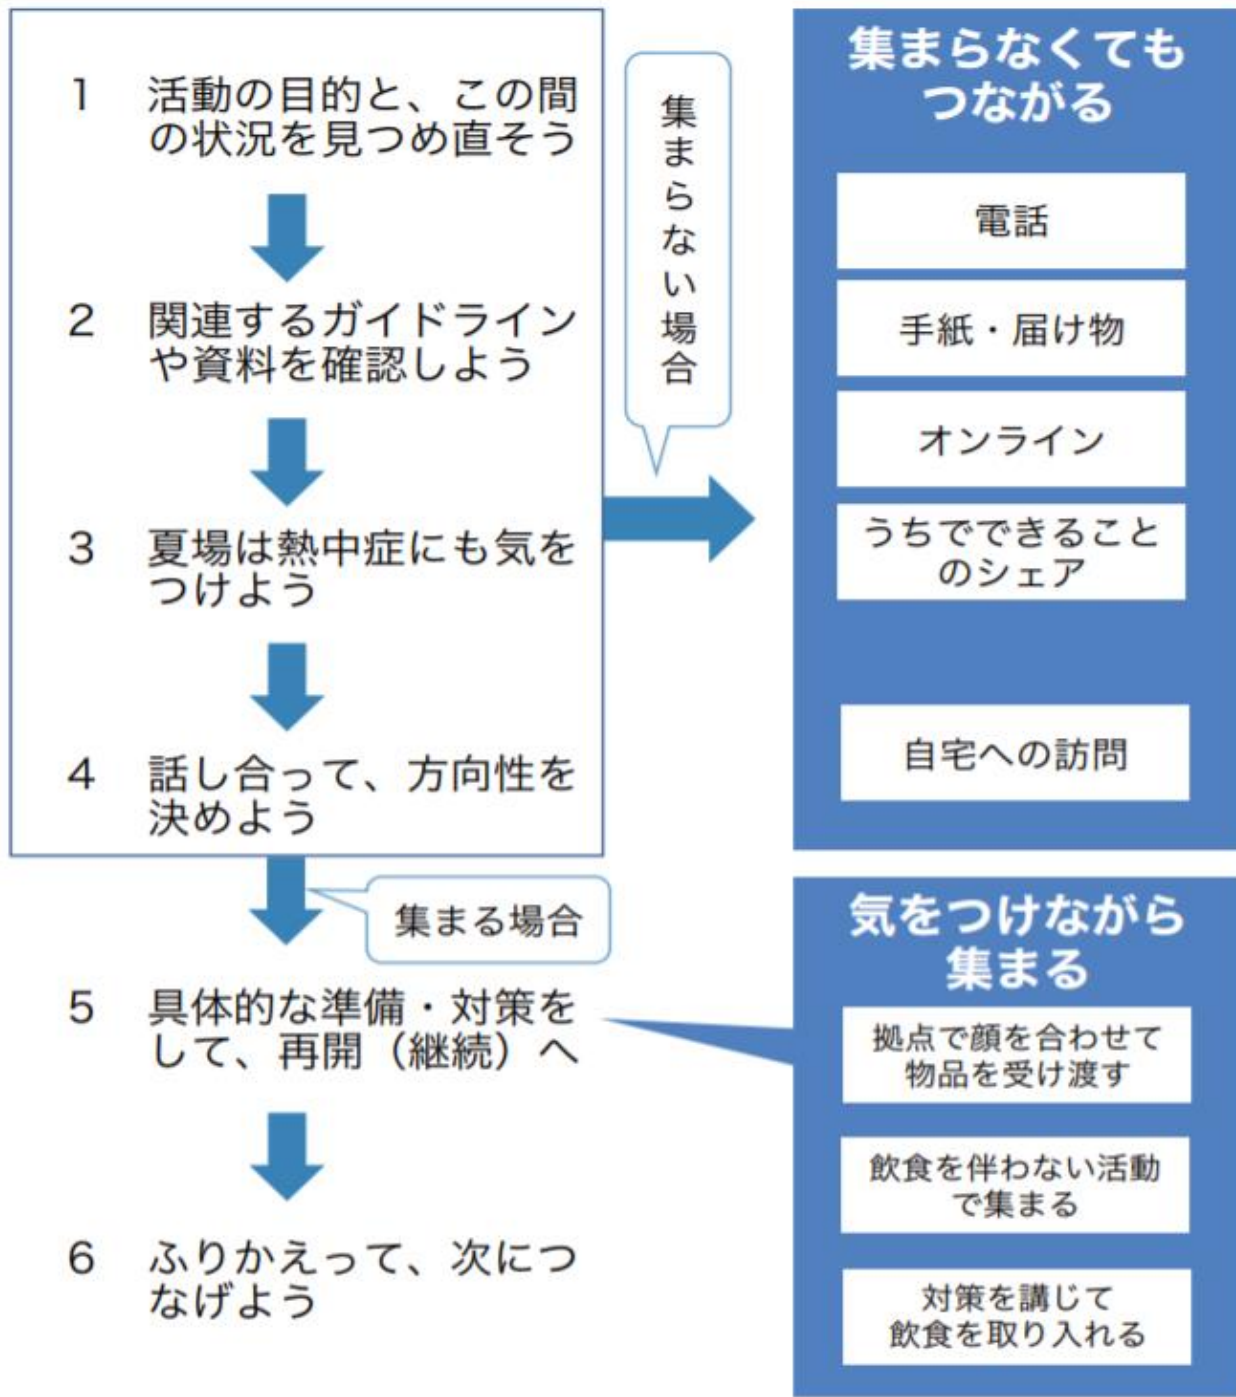 1 活動の目的と、この間
の状況を見つめ直そう
2 関連するガイドライン
や資料を確認しよう
3 夏場は熱中症にも気を
つけよう
4 話し合って、方向性を
決めよう
集まる場合
5 具体的な準備・対策を
して、再開（継続）へ
6 ふりかえって、次につ
なげよう
集まらない場合
集まらなくても
つながる
電話
手紙・届け物
オンライン
うちでできること
のシェア
自宅への訪問
気をつけながら
集まる
拠点で顔を合わせて
物品を受け渡す
飲食を伴わない活動
で集まる
対策を講じて
飲食を取り入れる